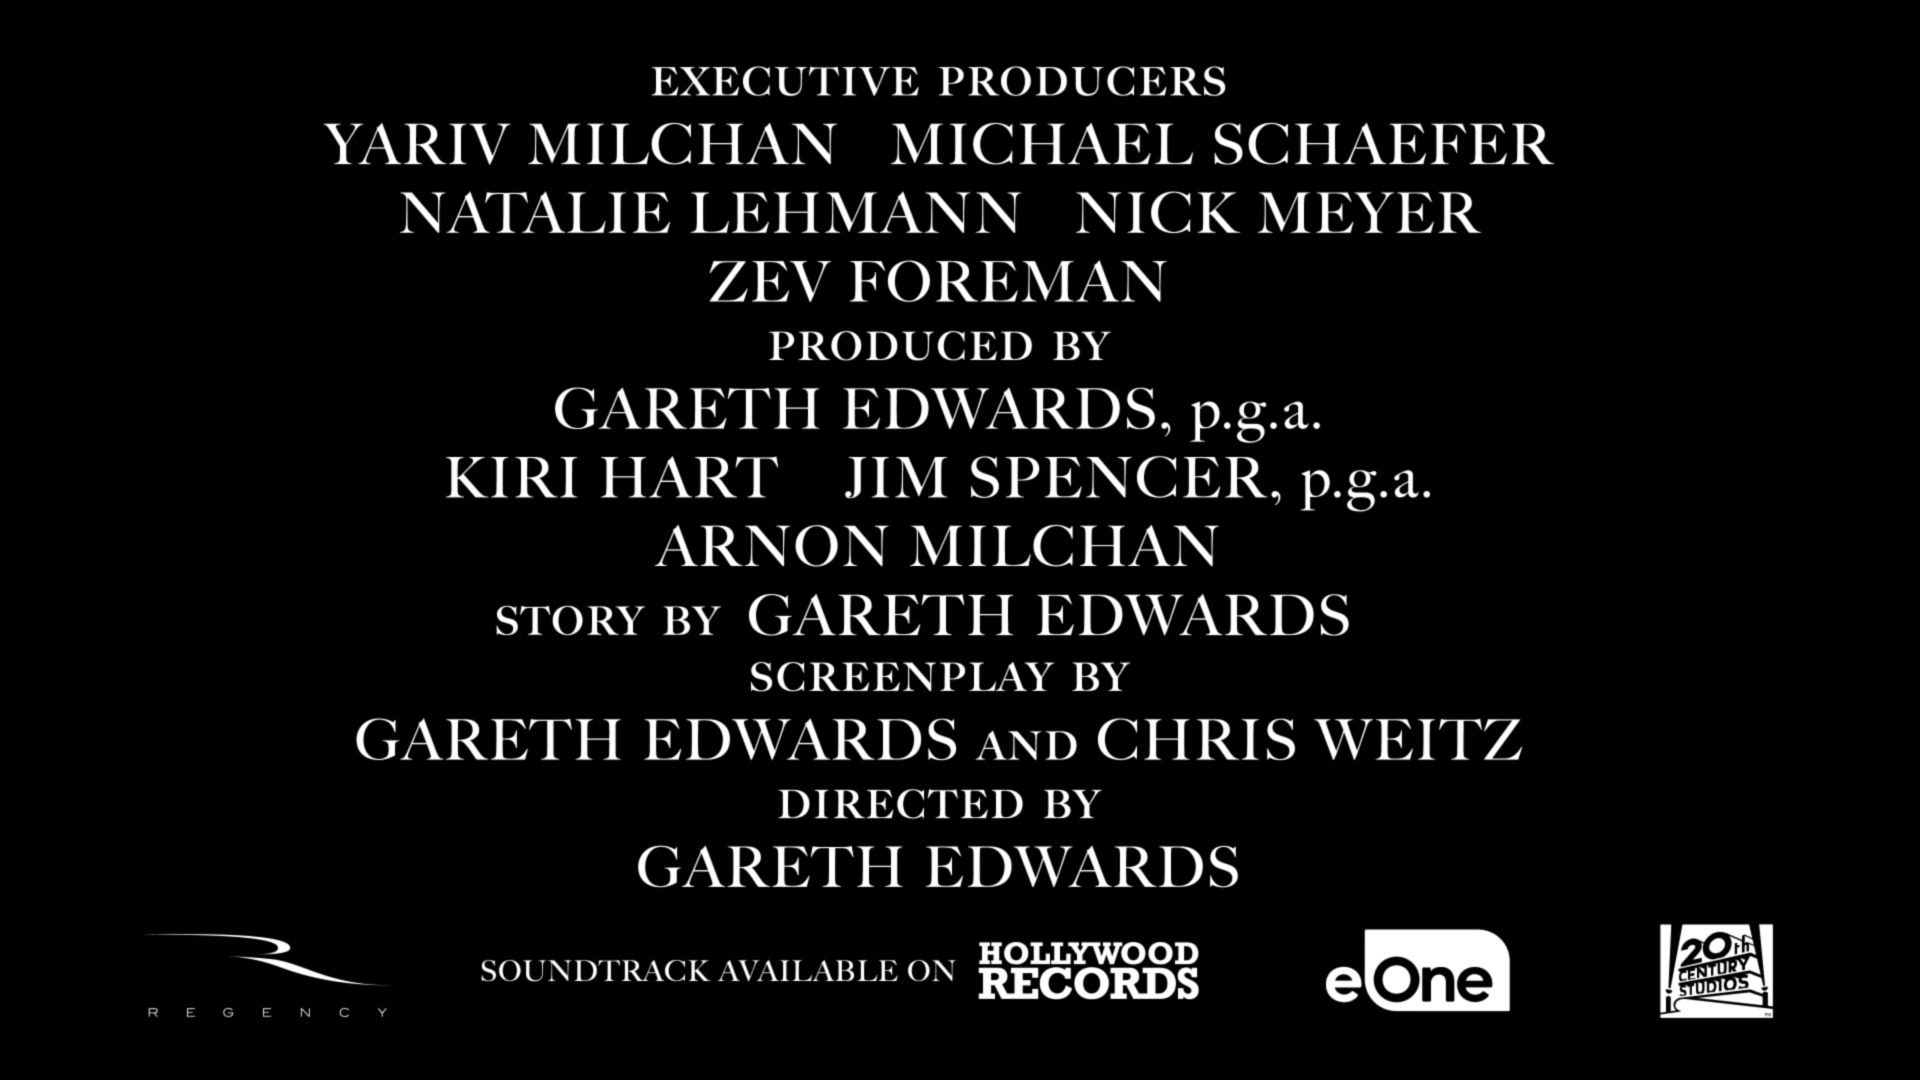 EXECUTIVE PRODUCERS
YARIV MILCHAN MICHAEL SCHAEFER
NATALIE LEHMANN NICK MEYER
ZEV FOREMAN
PRODUCED BY
GARETH EDWARDS, p.g.a.
KIRI HART JIM SPENCER, p.g.a.
ARNON MILCHAN
STORY BY GARETH EDWARDS
SCREENPLAY BY
GARETH EDWARDS AND CHRIS WEITZ
DIRECTED BY
GARETH EDWARDS
REGENCY
SOUNDTRACK AVAILABLE ON
HOLLYWOOD
RECORDS
eOne
20th
CENTURY
STUDIOS
TM